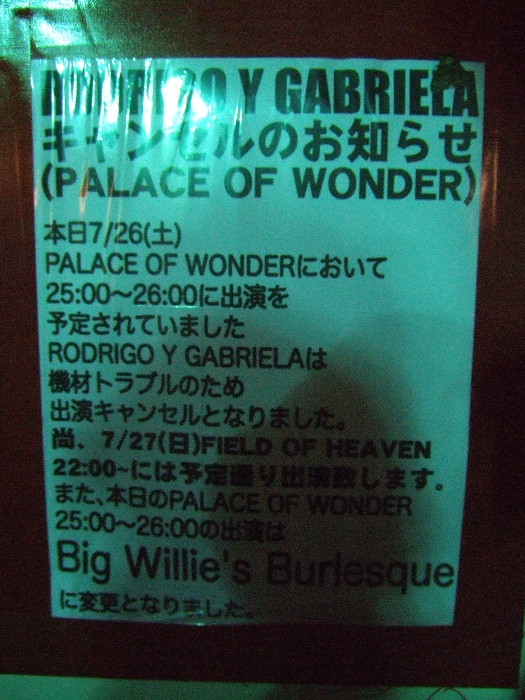 RODRIGO Y GABRIELA
キャンセルのお知らせ
(PALACE OF WONDER)
本日7/26(土)
PALACE OF WONDERにおいて
25:00～26:00に出演を
予定されていました
RODRIGO Y GABRIELAは
機材トラブルのため
出演キャンセルとなりました。
尚、7/27(日)FIELD OF HEAVEN
22:00~には予定通り出演致します。
また、本日のPALACE OF WONDER
25:00～26:00の出演は
Big Willie's Burlesque
に変更となりました。